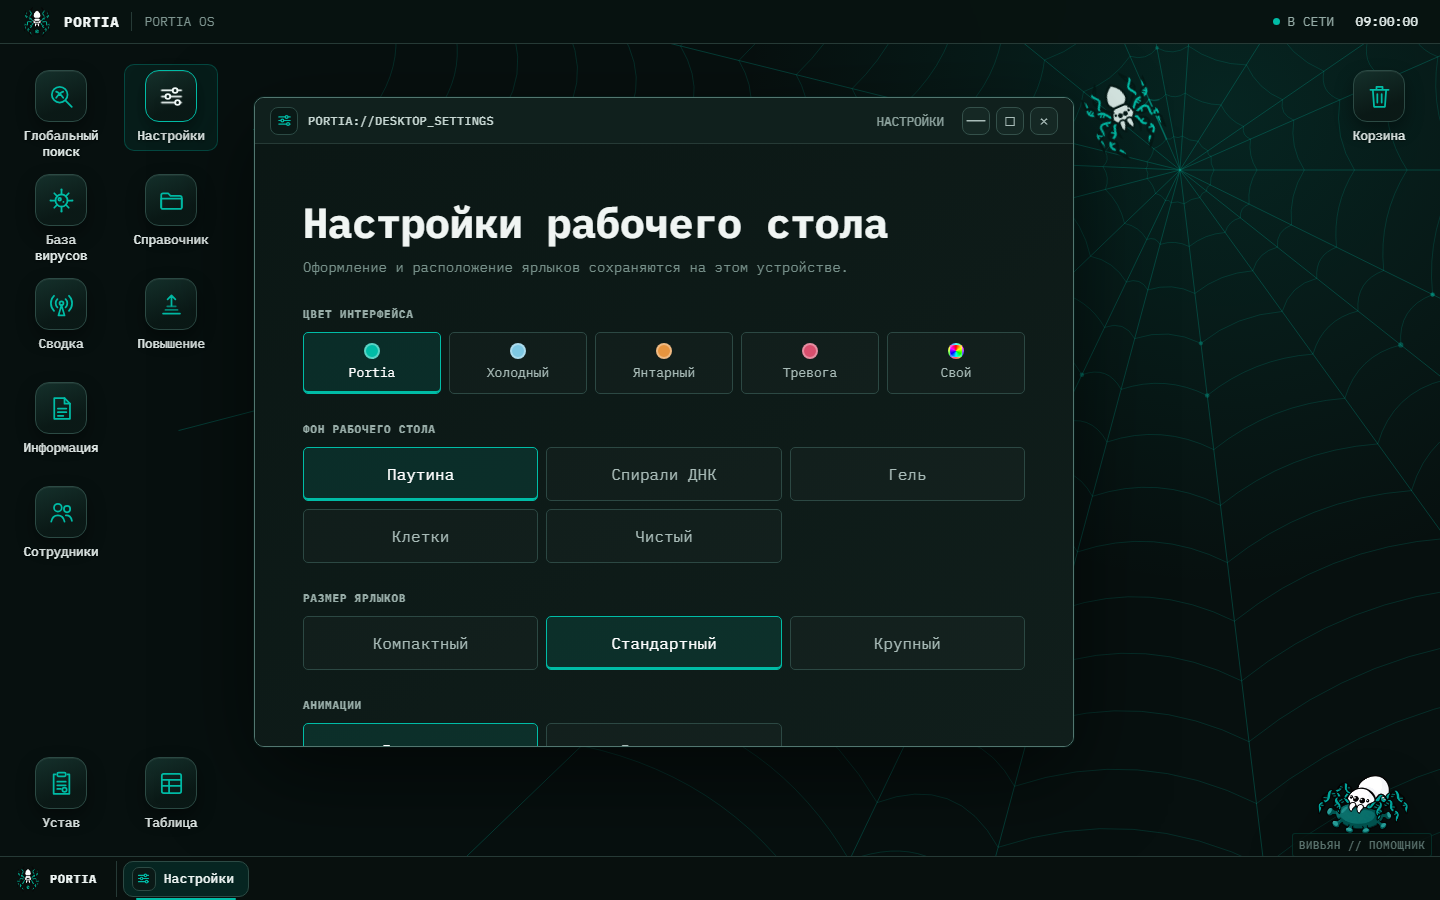 PORTIA
PORTIA OS
В СЕТИ
09:00:00
Глобальный
поиск
Настройки
База
вирусов
Справочник
Сводка
Повышение
Информация
Сотрудники
Устав
Таблица
Корзина
PORTIA://DESKTOP_SETTINGS
НАСТРОЙКИ
Настройки рабочего стола
Оформление и расположение ярлыков сохраняются на этом устройстве.
ЦВЕТ ИНТЕРФЕЙСА
Portia
Холодный
Янтарный
Тревога
Свой
ФОН РАБОЧЕГО СТОЛА
Паутина
Спирали ДНК
Гель
Клетки
Чистый
РАЗМЕР ЯРЛЫКОВ
Компактный
Стандартный
Крупный
АНИМАЦИИ
ВИВЬЯН // ПОМОЩНИК
PORTIA
Настройки